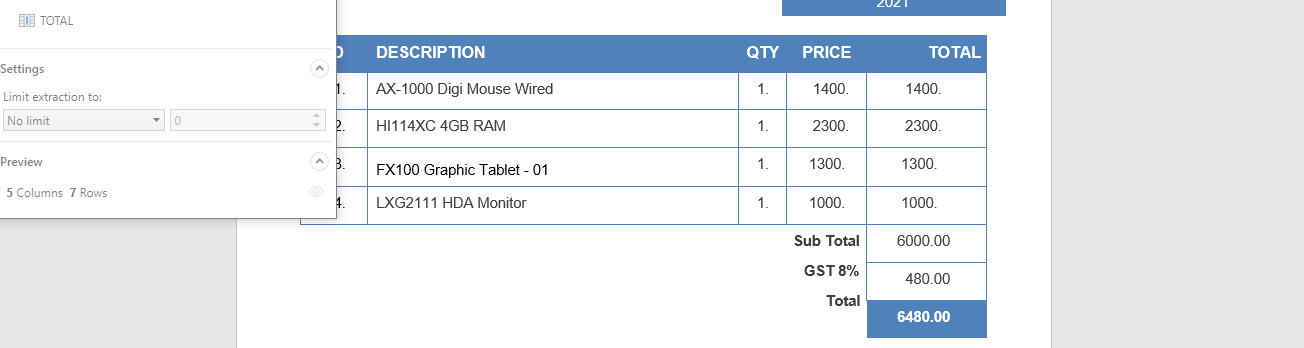 2021
TOTAL
Settings
Limit extraction to:
No limit 0
Preview
5 Columns 7 Rows
D DESCRIPTION QTY PRICE TOTAL
1. AX-1000 Digi Mouse Wired 1. 1400. 1400.
2. HI114XC 4GB RAM 1. 2300. 2300.
3. FX100 Graphic Tablet - 01 1. 1300. 1300.
4. LXG2111 HDA Monitor 1. 1000. 1000.
Sub Total 6000.00
GST 8% 480.00
Total 6480.00